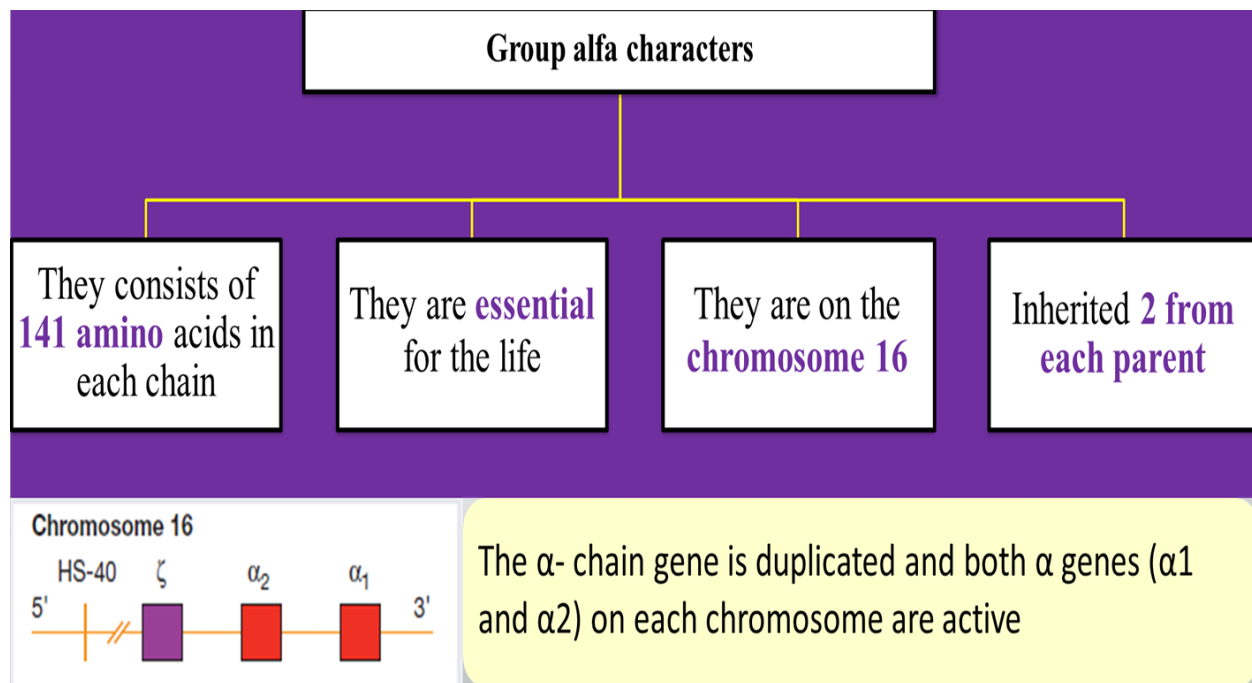 Group alfa characters
They consists of
141 amino acids in
each chain
They are essential
for the life
They are on the
chromosome 16
Inherited 2 from
each parent
Chromosome 16
HS-40 ζ α2 α1
5' 3'
The α- chain gene is duplicated and both α genes (α1
and α2) on each chromosome are active